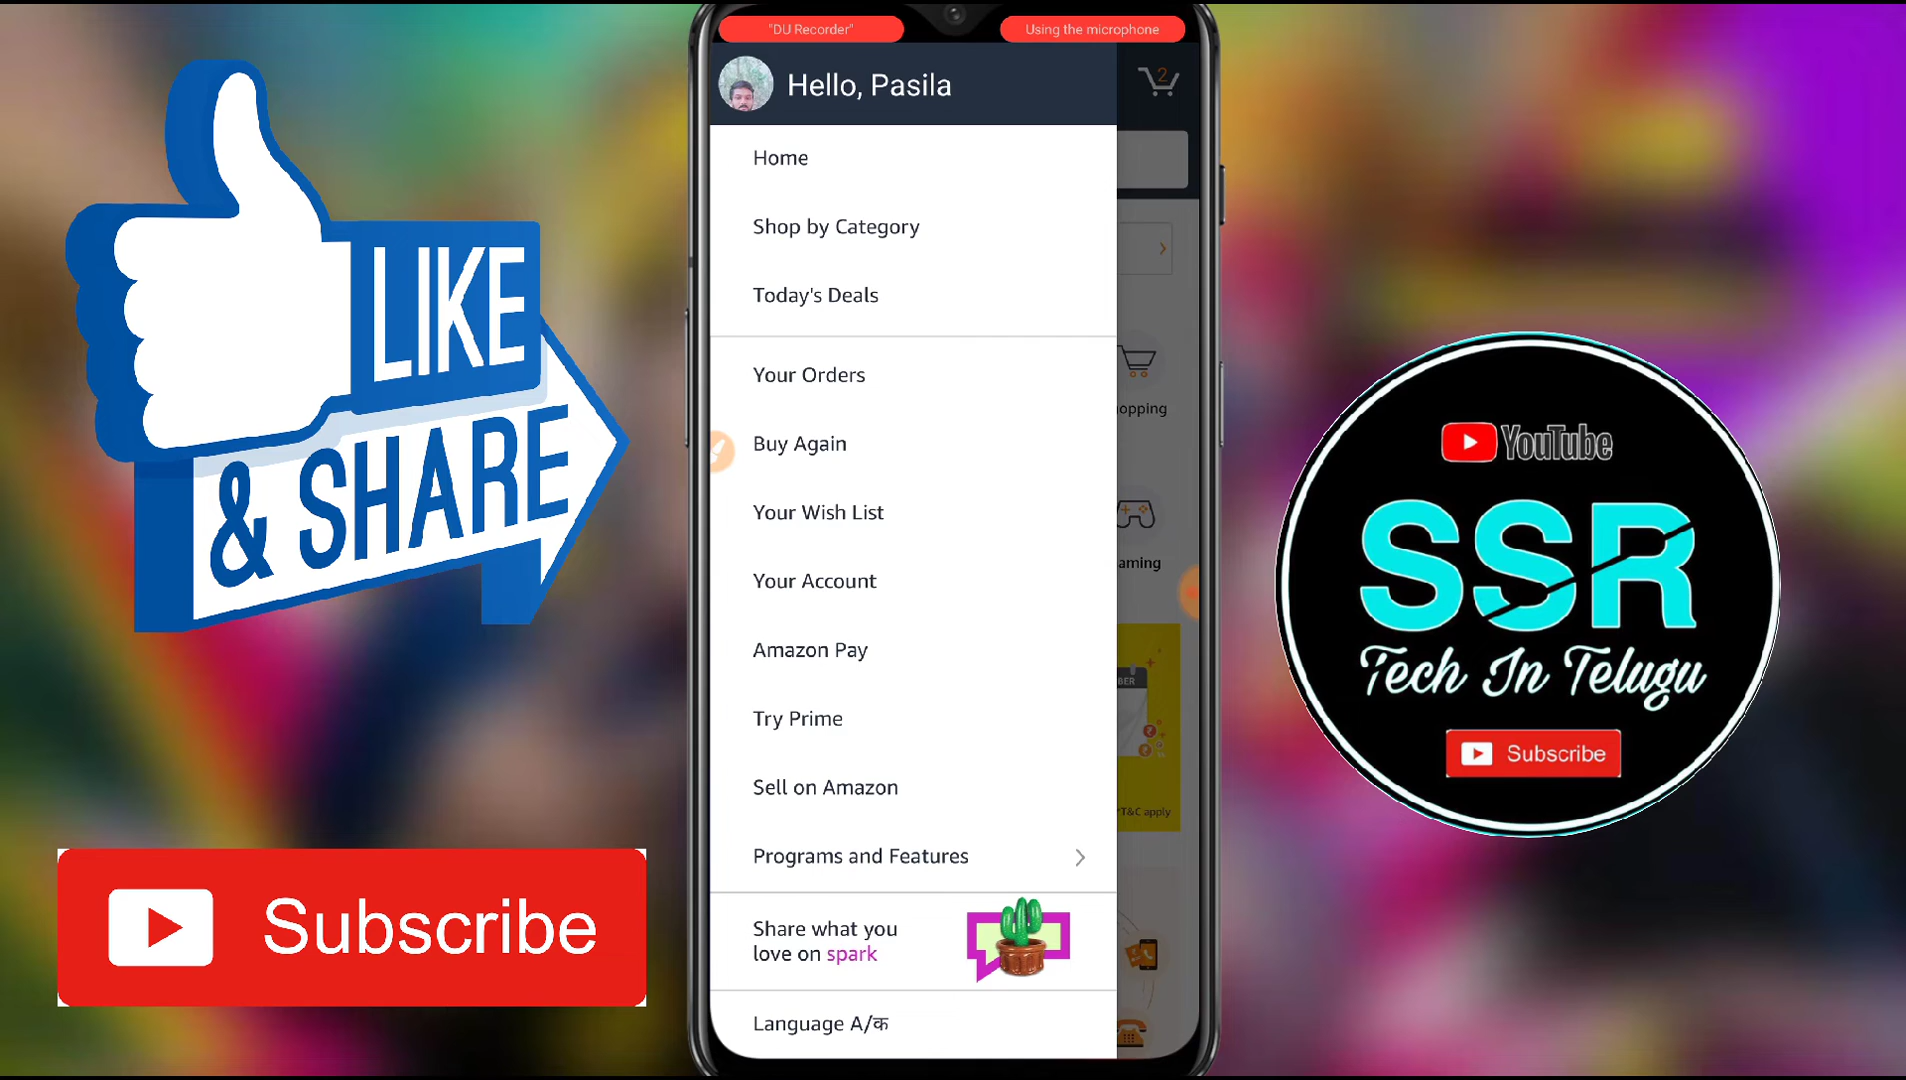 "DU Recorder"
Using the microphone
Hello, Pasila
2
Home
Shop by Category
Today's Deals
Your Orders
Buy Again
Your Wish List
Your Account
Amazon Pay
Try Prime
Sell on Amazon
Programs and Features
Share what you
love on spark
Language A/क
opping
aming
BER
T&C apply
LIKE
& SHARE
Subscribe
YouTube
SSR
Tech In Telugu
Subscribe